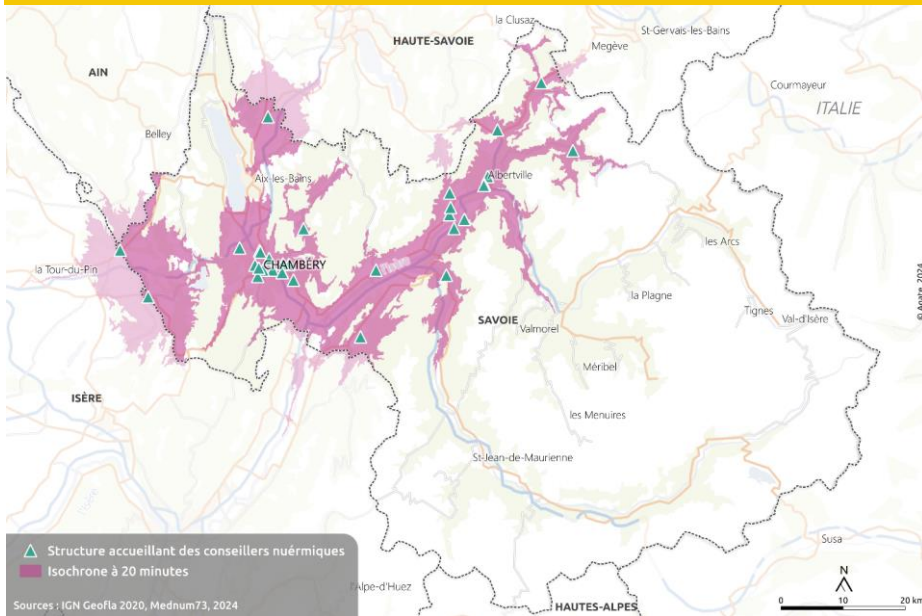 la Clusaz
St-Gervais-les-Bains
HAUTE-SAVOIE
Megève
AIN
Courmayeur
ITALIE
Belley
Aix-les-Bains
Albertville
la Tour-du-Pin
CHAMBÉRY
l'Isère
les Arcs
la Plagne
SAVOIE
Tignes
Val-d'Isère
Valmorel
Méribel
ISÈRE
les Menuires
St-Jean-de-Maurienne
© Agate 2024
Structure accueillant des conseillers nuérmiques
Isochrone à 20 minutes
Sources : IGN Geofla 2020, Mednum73, 2024
l'Alpe-d'Huez
HAUTES-ALPES
Susa
N
0 10 20 km